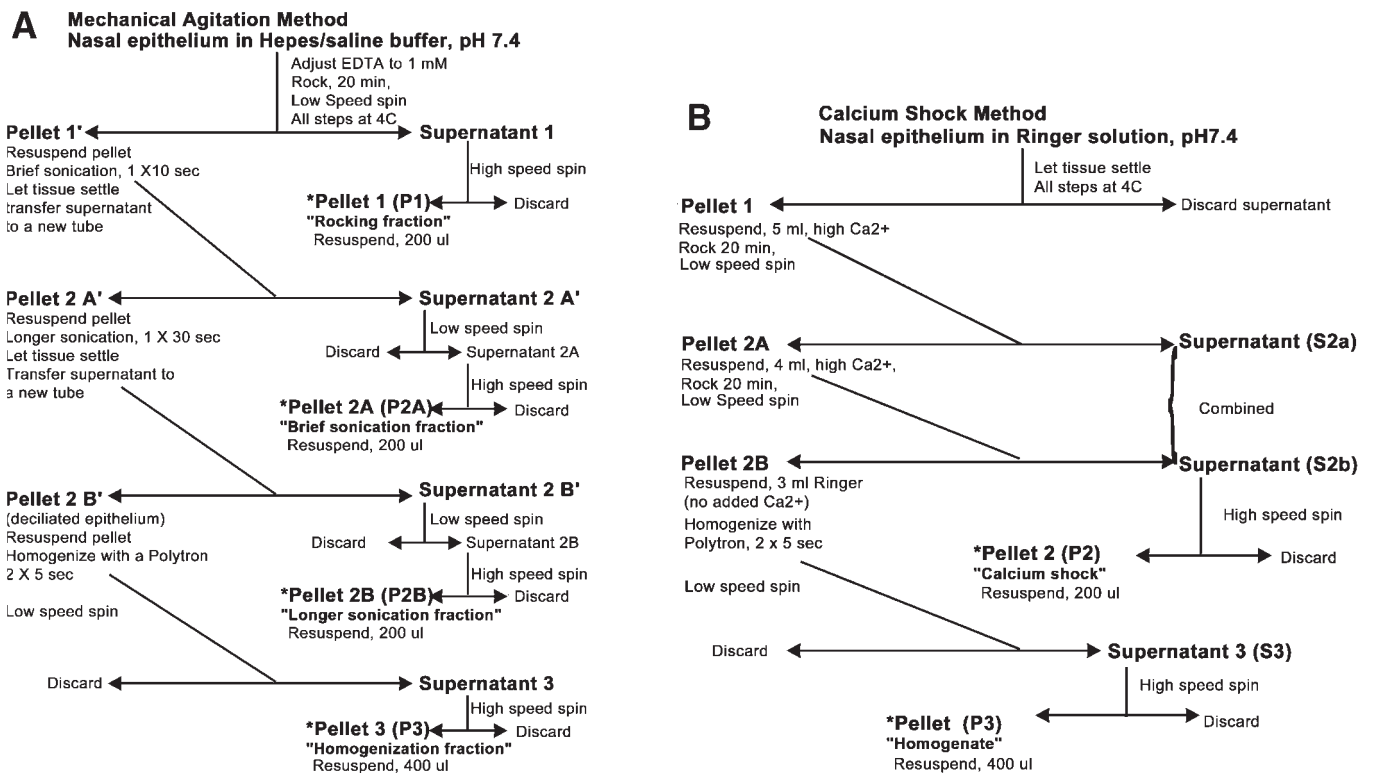 A
Mechanical Agitation Method
Nasal epithelium in Hepes/saline buffer, pH 7.4
Adjust EDTA to 1 mM
Rock, 20 min,
Low Speed spin
All steps at 4C
Pellet 1'
Supernatant 1
Resuspend pellet
Brief sonication, 1 X10 sec
Let tissue settle
transfer supernatant
to a new tube
High speed spin
*Pellet 1 (P1)
Discard
"Rocking fraction"
Resuspend, 200 ul
Pellet 2 A'
Supernatant 2 A'
Resuspend pellet
Longer sonication, 1 X 30 sec
Let tissue settle
Transfer supernatant to
a new tube
Low speed spin
Discard
Supernatant 2A
High speed spin
*Pellet 2A (P2A)
Discard
"Brief sonication fraction"
Resuspend, 200 ul
Pellet 2 B'
Supernatant 2 B'
(deciliated epithelium)
Resuspend pellet
Homogenize with a Polytron
2 X 5 sec
Low speed spin
Low speed spin
Discard
Supernatant 2B
High speed spin
*Pellet 2B (P2B)
Discard
"Longer sonication fraction"
Resuspend, 200 ul
Discard
Supernatant 3
High speed spin
*Pellet 3 (P3)
Discard
"Homogenization fraction"
Resuspend, 400 ul
B
Calcium Shock Method
Nasal epithelium in Ringer solution, pH7.4
Let tissue settle
All steps at 4C
Pellet 1
Discard supernatant
Resuspend, 5 ml, high Ca2+
Rock 20 min,
Low speed spin
Pellet 2A
Supernatant (S2a)
Resuspend, 4 ml, high Ca2+,
Rock 20 min,
Low Speed spin
Combined
Pellet 2B
Supernatant (S2b)
Resuspend, 3 ml Ringer
(no added Ca2+)
Homogenize with
Polytron, 2 x 5 sec
Low speed spin
High speed spin
*Pellet 2 (P2)
Discard
"Calcium shock"
Resuspend, 200 ul
Discard
Supernatant 3 (S3)
High speed spin
*Pellet (P3)
Discard
"Homogenate"
Resuspend, 400 ul